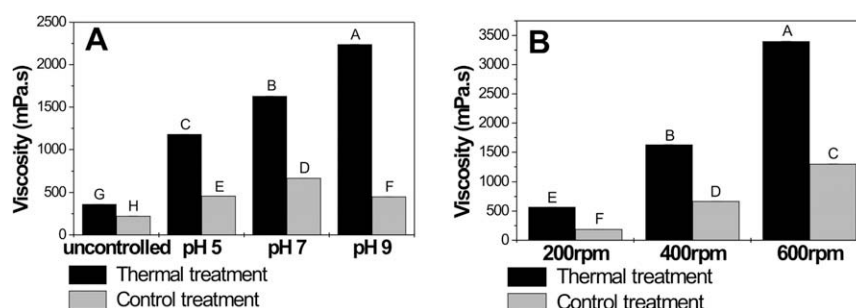 A
Viscosity (mPa.s)
2500
2000
1500
1000
500
0
G
H
C
E
B
D
A
F
uncontrolled pH 5 pH 7 pH 9
Thermal treatment
Control treatment
B
Viscosity (mPa.s)
3500
3000
2500
2000
1500
1000
500
0
E
F
B
D
A
C
200rpm 400rpm 600rpm
Thermal treatment
Control treatment